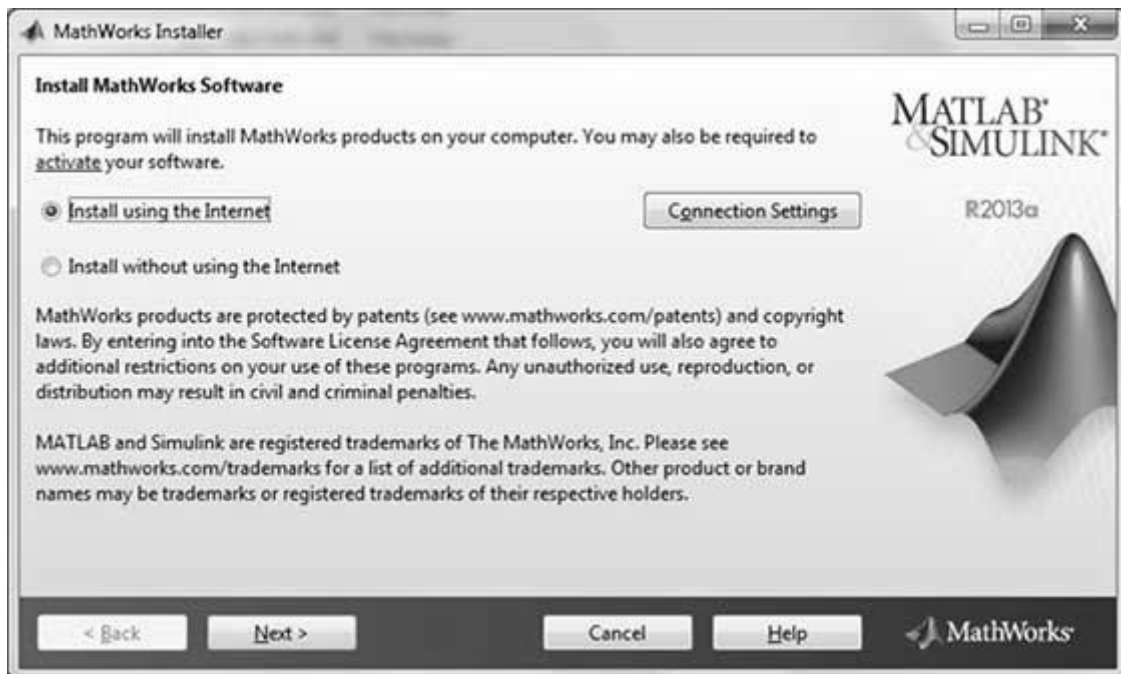 MathWorks Installer
Install MathWorks Software
This program will install MathWorks products on your computer. You may also be required to
activate your software.
Install using the Internet
Connection Settings
Install without using the Internet
MathWorks products are protected by patents (see www.mathworks.com/patents) and copyright
laws. By entering into the Software License Agreement that follows, you will also agree to
additional restrictions on your use of these programs. Any unauthorized use, reproduction, or
distribution may result in civil and criminal penalties.
MATLAB and Simulink are registered trademarks of The MathWorks, Inc. Please see
www.mathworks.com/trademarks for a list of additional trademarks. Other product or brand
names may be trademarks or registered trademarks of their respective holders.
MATLAB®
&SIMULINK®
R2013a
< Back
Next >
Cancel
Help
MathWorks®